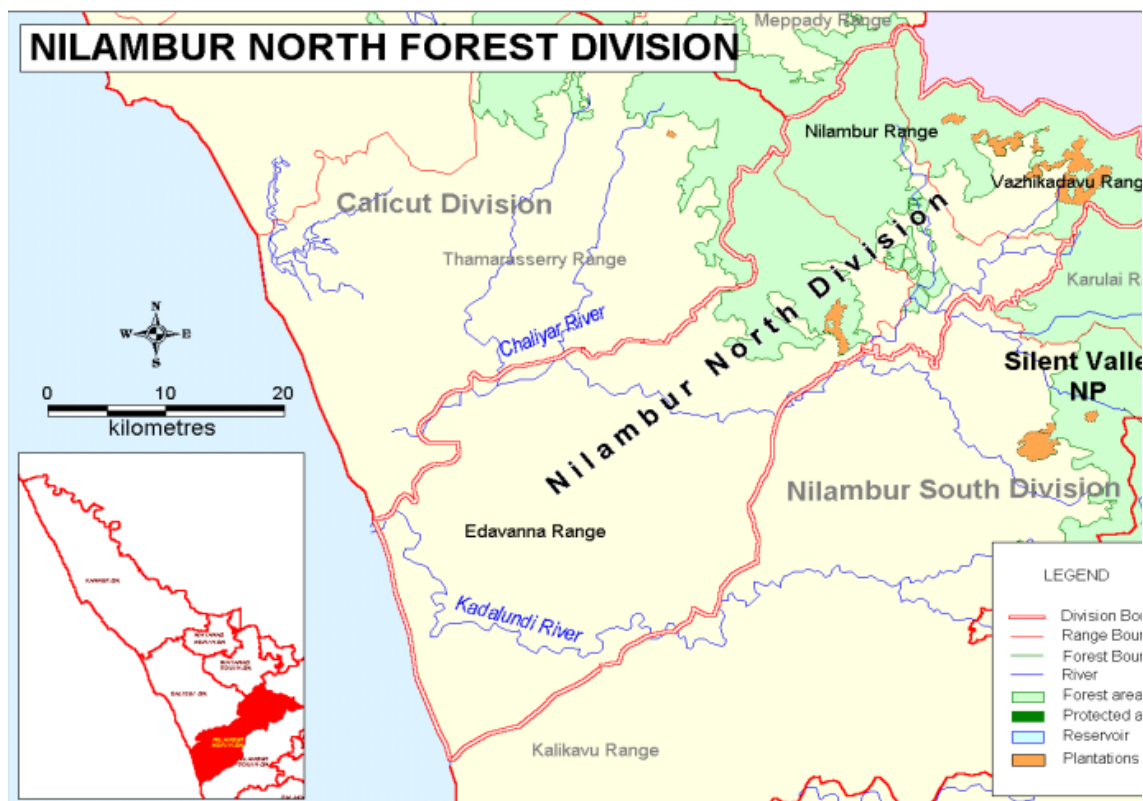 Meppady Range
NILAMBUR NORTH FOREST DIVISION
Nilambur Range
Vazhikadavu Rang
Calicut Division
Thamarasserry Range
Karulai R
Chaliyar River
N
W E
S
Nilambur North Division
Silent Valle
NP
0 10 20
kilometres
Nilambur South Division
Edavanna Range
LEGEND
Division Bou
Range Boun
Forest Bour
River
Forest area
Protected a
Reservoir
Plantations
Kadalundi River
Kalikavu Range